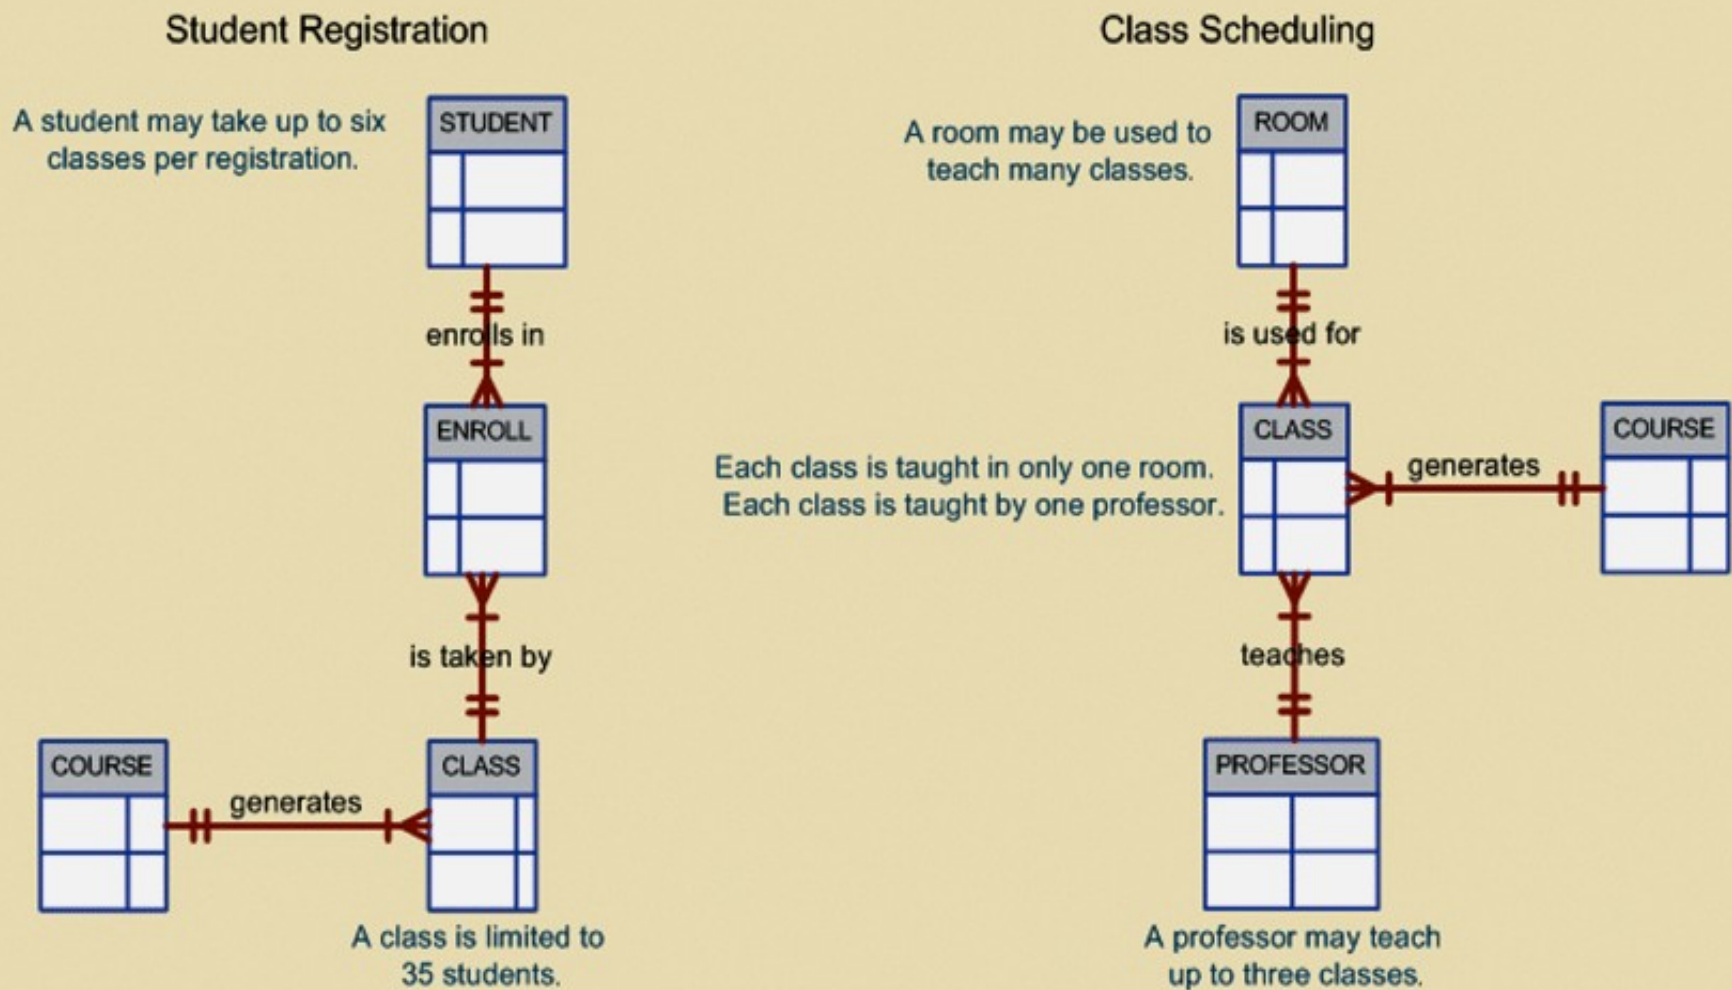 Student Registration
A student may take up to six
classes per registration.
STUDENT
enrolls in
ENROLL
is taken by
COURSE
generates
CLASS
A class is limited to
35 students.
Class Scheduling
A room may be used to
teach many classes.
ROOM
is used for
CLASS
generates
COURSE
Each class is taught in only one room.
Each class is taught by one professor.
teaches
PROFESSOR
A professor may teach
up to three classes.